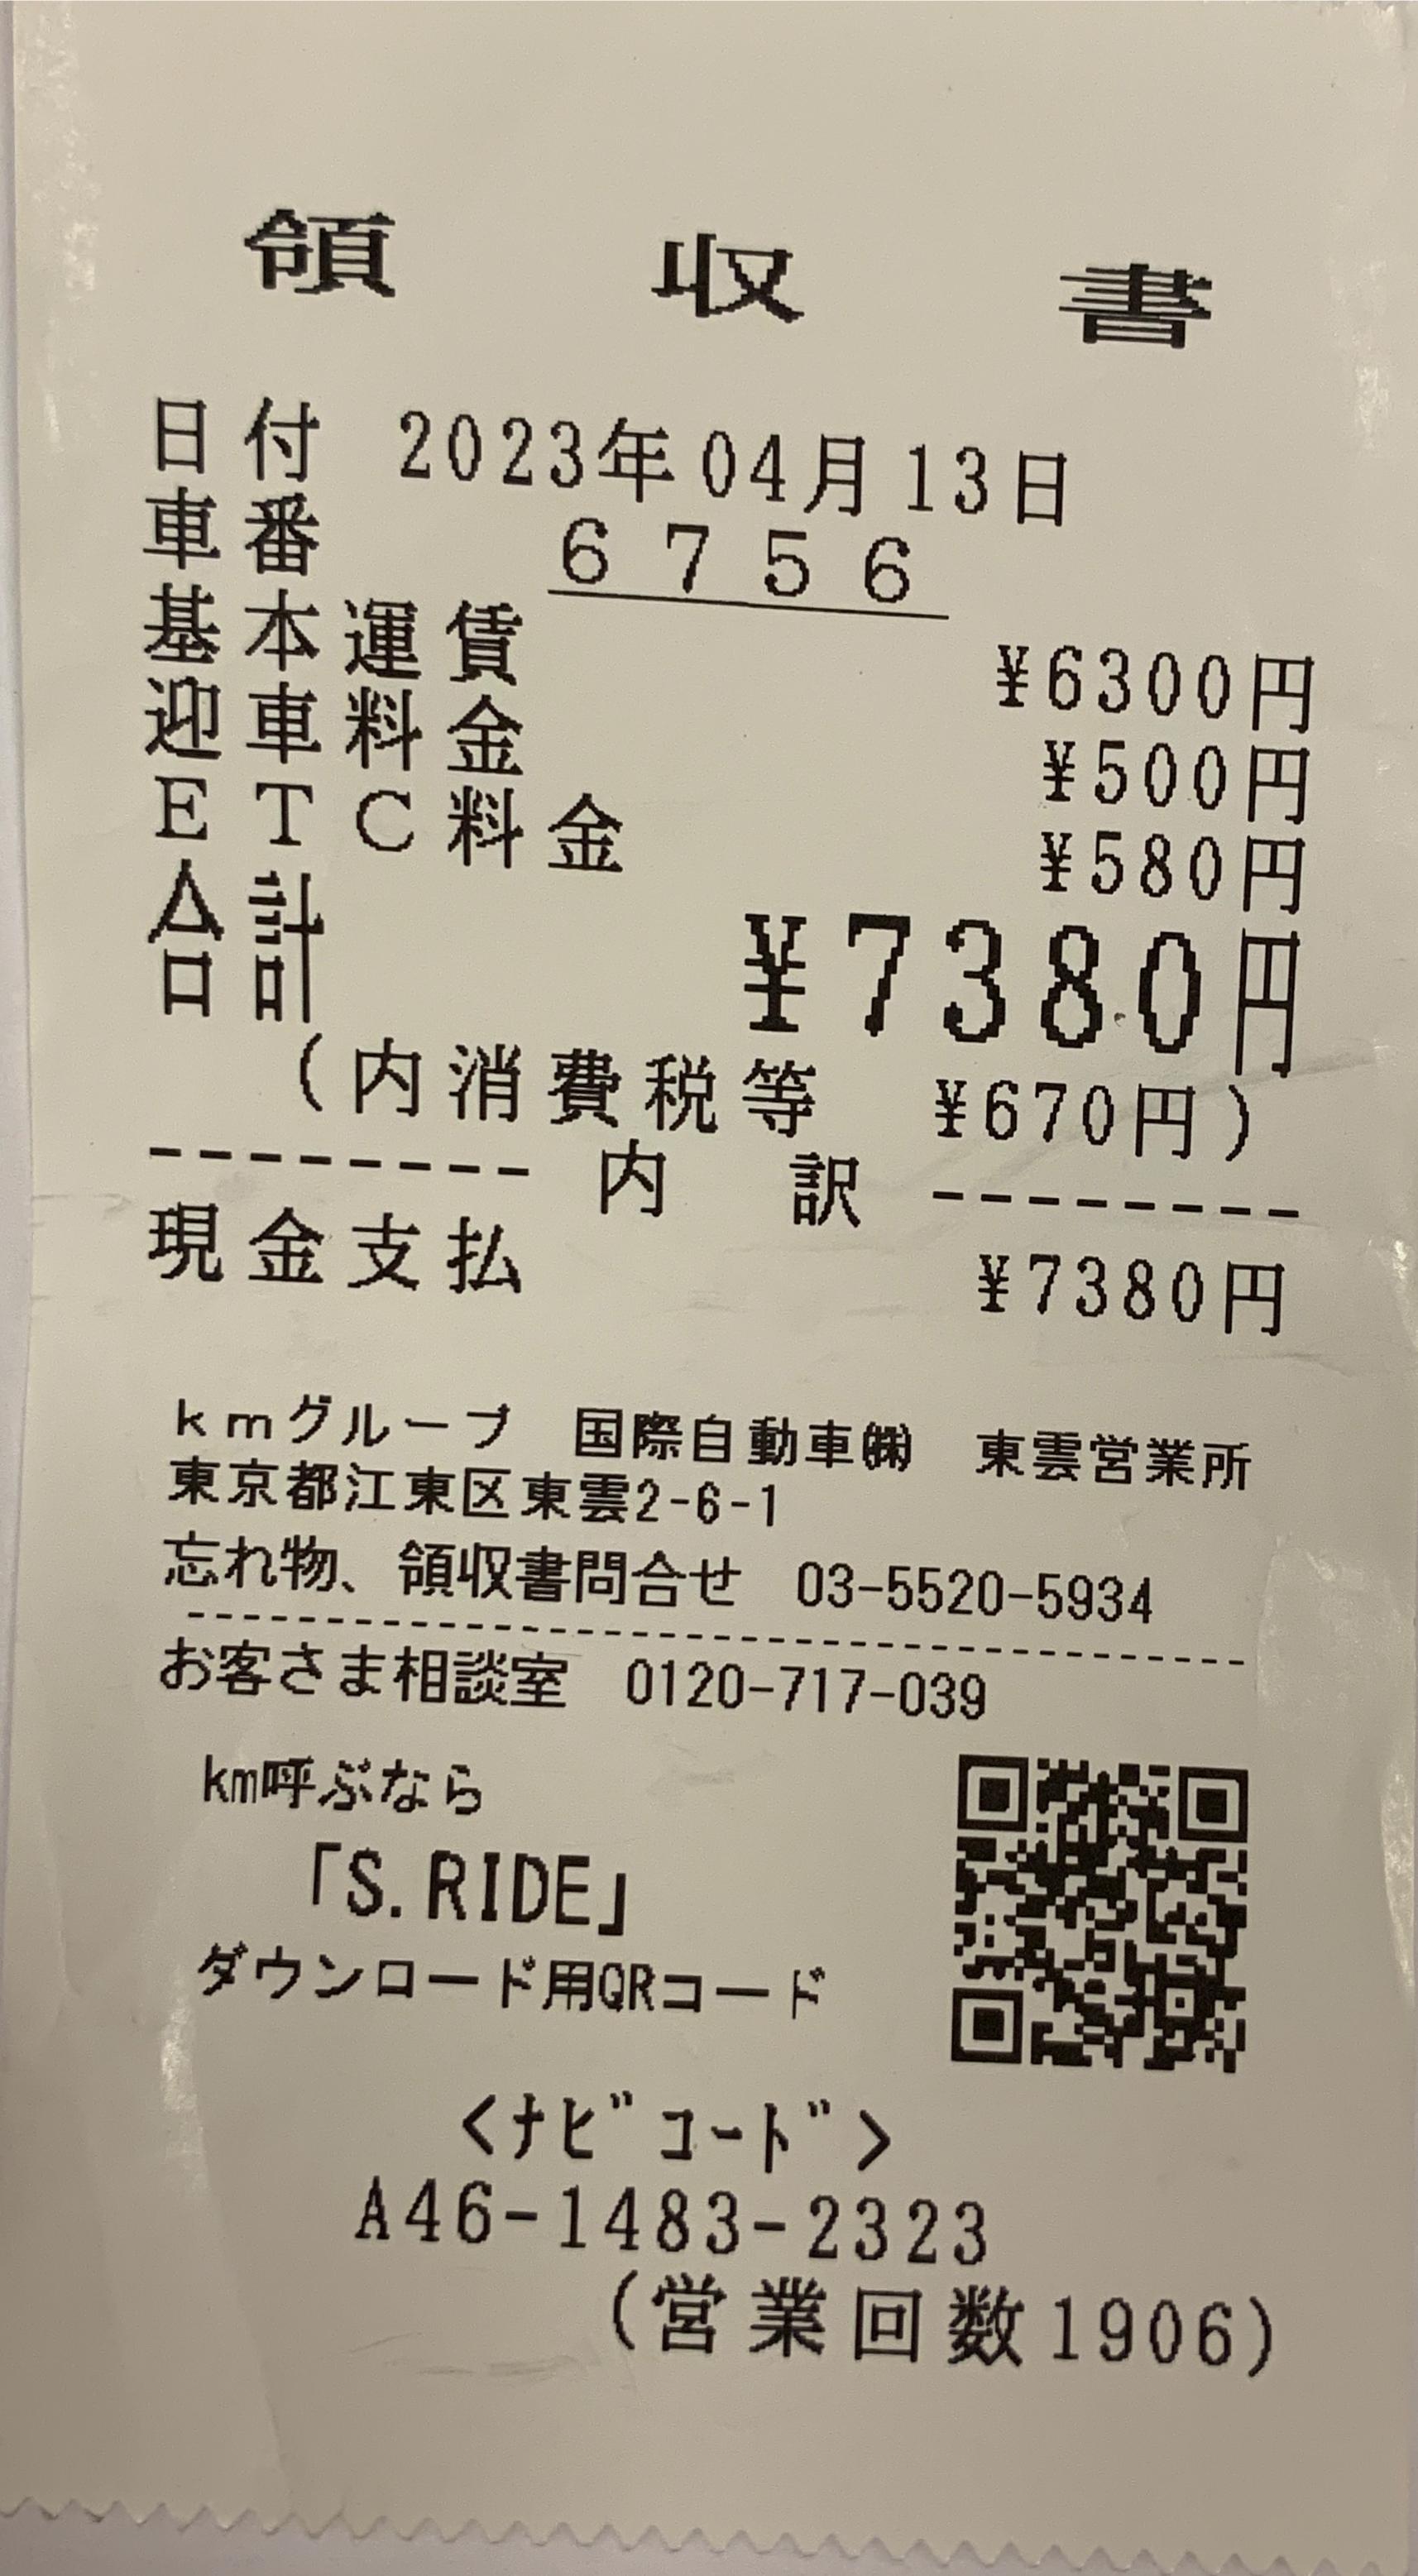 領収書
日付 2023年04月13日
車番 6756
基本運賃 ¥6300円
迎車料金 ¥500円
ETC料金 ¥580円
合計 ¥7380円
(内消費税等 ¥670円)
-------- 内 訳 --------
現金支払 ¥7380円
kmグループ 国際自動車㈱ 東雲営業所
東京都江東区東雲2-6-1
忘れ物、領収書問合せ 03-5520-5934
お客さま相談室 0120-717-039
km呼ぶなら
「S.RIDE」
ダウンロード用QRコード
<ﾅﾋﾞｺｰﾄﾞ>
A46-1483-2323
(営業回数1906)